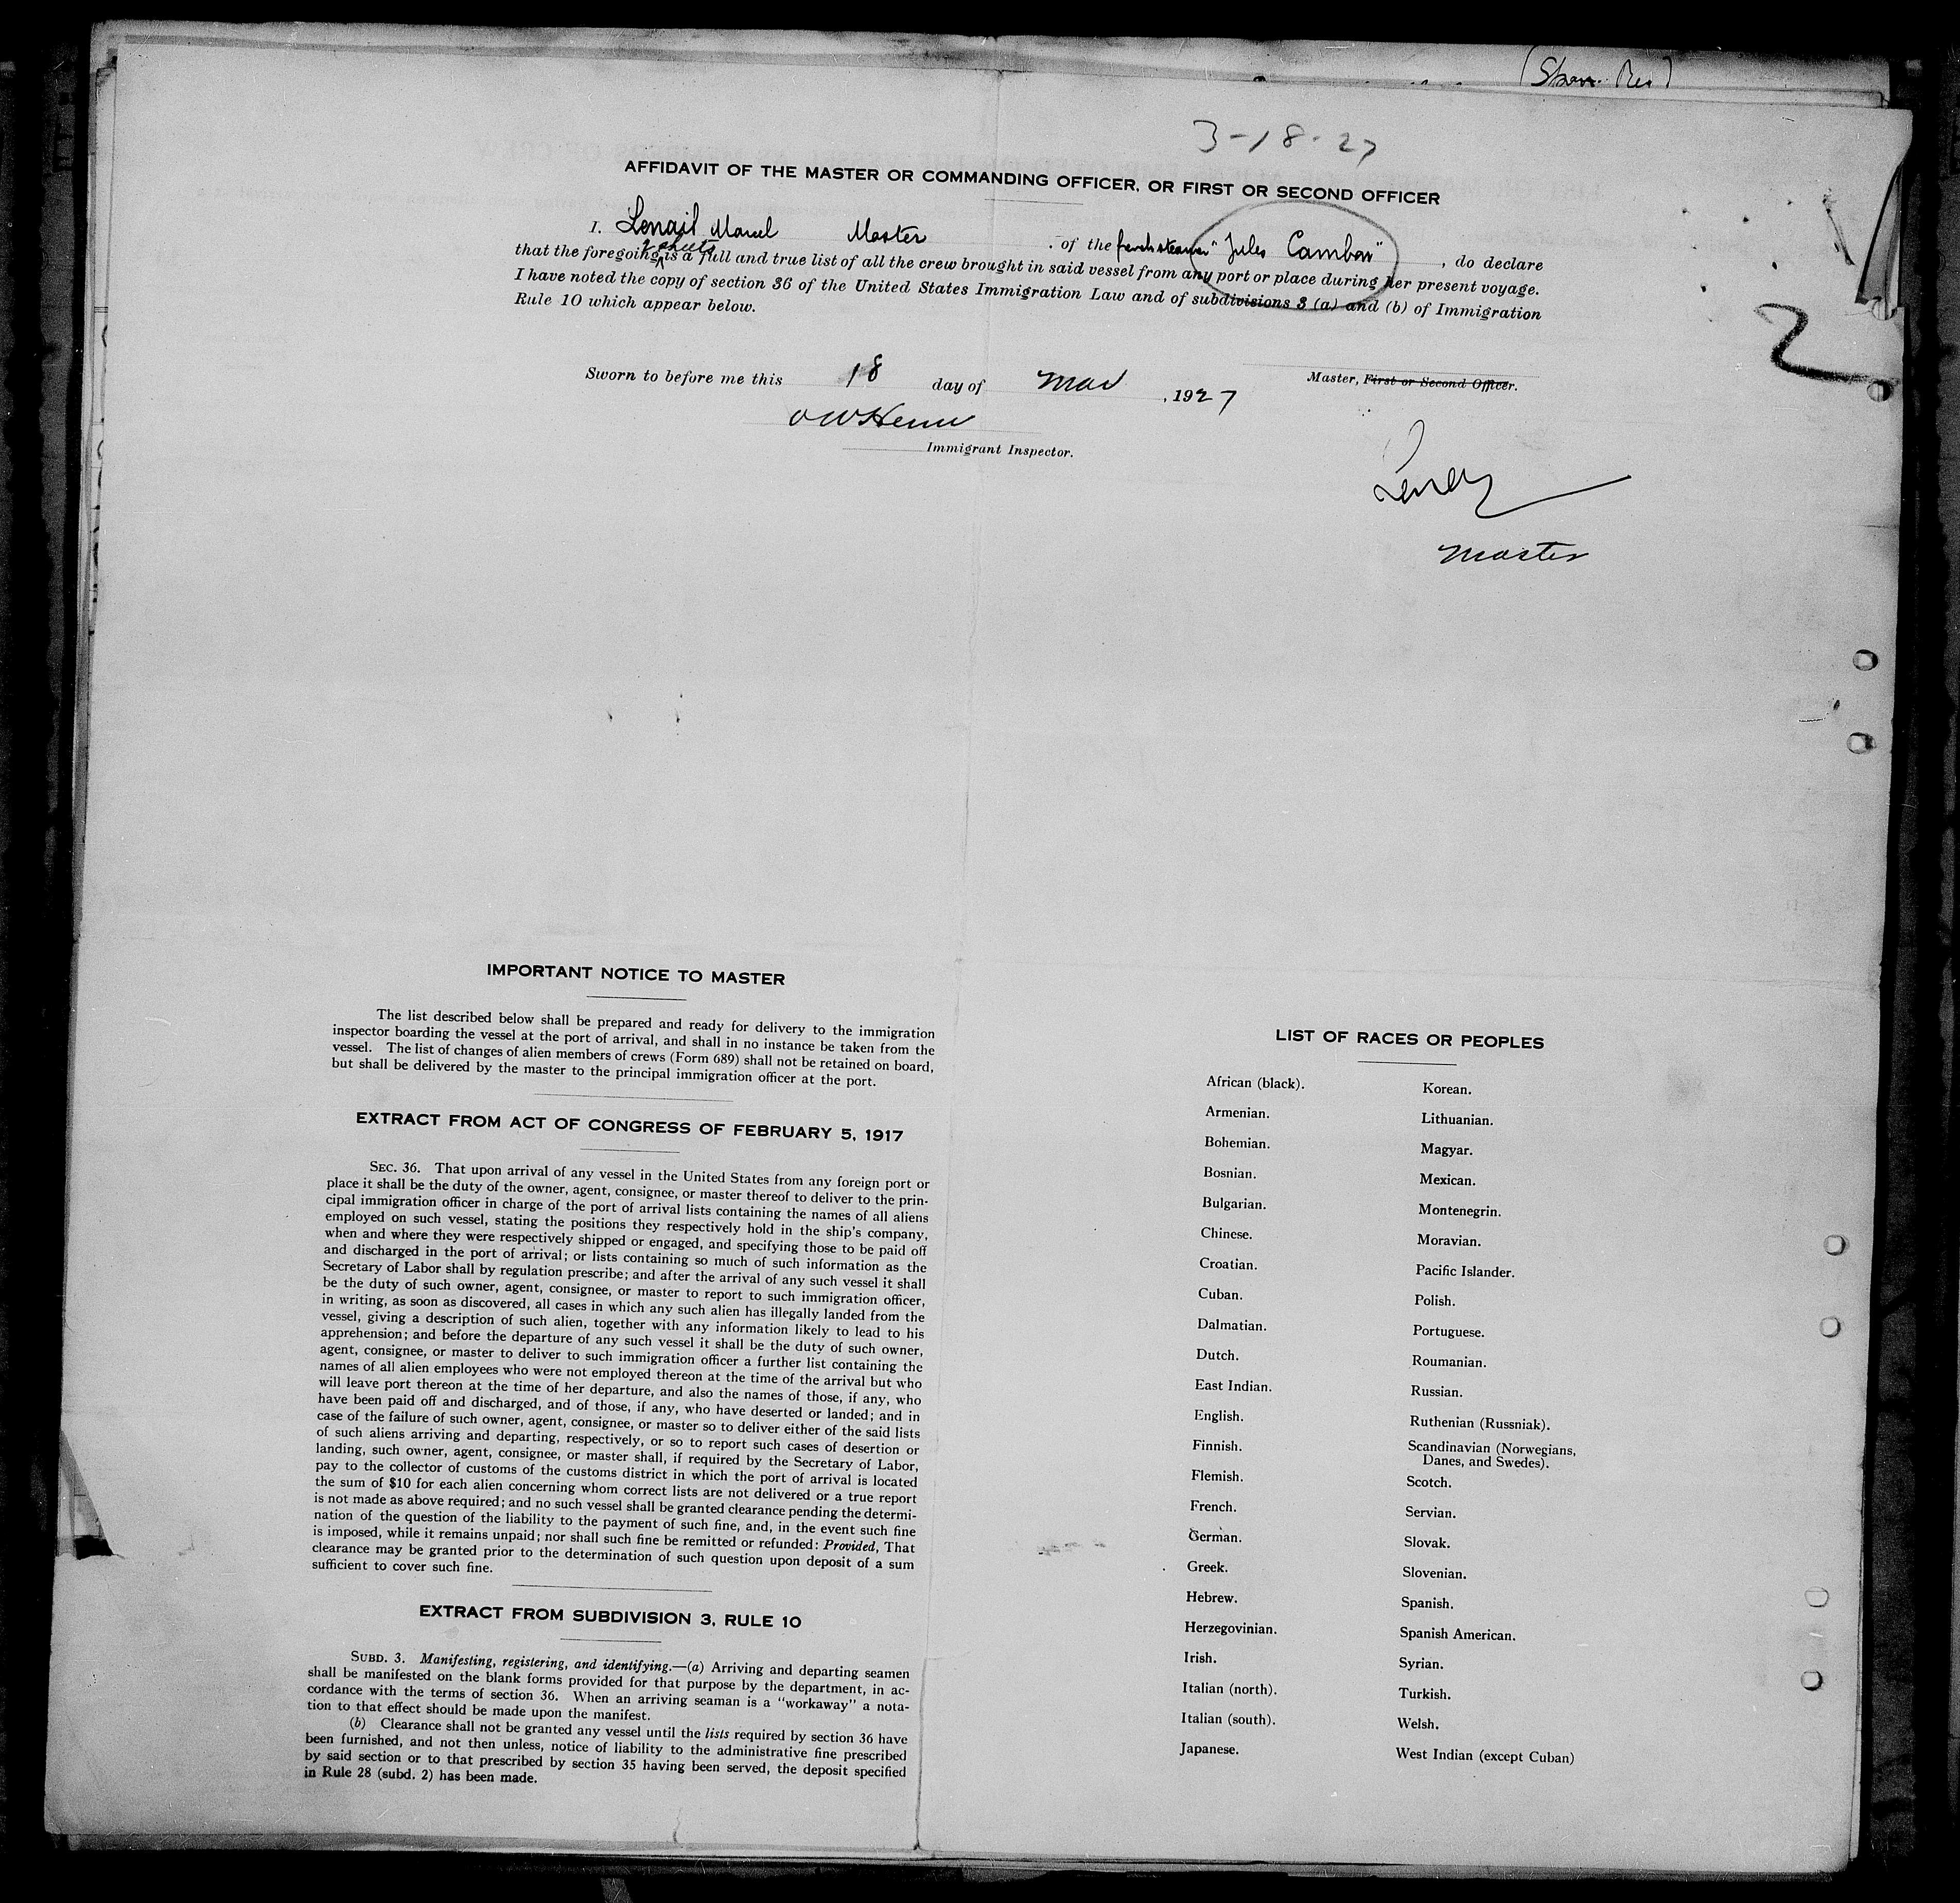 3-18-27
AFFIDAVIT OF THE MASTER OR COMMANDING OFFICER, OR FIRST OR SECOND OFFICER
I, Marcel Master, of the french steamer "Jules Cambon", do declare
sheets
that the foregoing is a full and true list of all the crew brought in said vessel from any port or place during her present voyage.
I have noted the copy of section 36 of the United States Immigration Law and of subdivisions 3 (a) and (b) of Immigration
Rule 10 which appear below.
2
Sworn to before me this 18 day of Mar, 1927
Master, First or Second Officer.
Immigrant Inspector.
Master
IMPORTANT NOTICE TO MASTER
The list described below shall be prepared and ready for delivery to the immigration
inspector boarding the vessel at the port of arrival, and shall in no instance be taken from the
vessel. The list of changes of alien members of crews (Form 689) shall not be retained on board,
but shall be delivered by the master to the principal immigration officer at the port.
EXTRACT FROM ACT OF CONGRESS OF FEBRUARY 5, 1917
SEC. 36. That upon arrival of any vessel in the United States from any foreign port or
place it shall be the duty of the owner, agent, consignee, or master thereof to deliver to the prin-
cipal immigration officer in charge of the port of arrival lists containing the names of all aliens
employed on such vessel, stating the positions they respectively hold in the ship's company,
when and where they were respectively shipped or engaged, and specifying those to be paid off
and discharged in the port of arrival; or lists containing so much of such information as the
Secretary of Labor shall by regulation prescribe; and after the arrival of any such vessel it shall
be the duty of such owner, agent, consignee, or master to report to such immigration officer,
in writing, as soon as discovered, all cases in which any such alien has illegally landed from the
vessel, giving a description of such alien, together with any information likely to lead to his
apprehension; and before the departure of any such vessel it shall be the duty of such owner,
agent, consignee, or master to deliver to such immigration officer a further list containing the
names of all alien employees who were not employed thereon at the time of the arrival but who
will leave port thereon at the time of her departure, and also the names of those, if any, who
have been paid off and discharged, and of those, if any, who have deserted or landed; and in
case of the failure of such owner, agent, consignee, or master so to deliver either of the said lists
of such aliens arriving and departing, respectively, or so to report such cases of desertion or
landing, such owner, agent, consignee, or master shall, if required by the Secretary of Labor,
pay to the collector of customs of the customs district in which the port of arrival is located
the sum of $10 for each alien concerning whom correct lists are not delivered or a true report
is not made as above required; and no such vessel shall be granted clearance pending the determi-
nation of the question of the liability to the payment of such fine, and, in the event such fine
is imposed, while it remains unpaid; nor shall such fine be remitted or refunded: Provided, That
clearance may be granted prior to the determination of such question upon deposit of a sum
sufficient to cover such fine.
EXTRACT FROM SUBDIVISION 3, RULE 10
SUBD. 3. Manifesting, registering, and identifying.—(a) Arriving and departing seamen
shall be manifested on the blank forms provided for that purpose by the department, in ac-
cordance with the terms of section 36. When an arriving seaman is a "workaway" a nota-
tion to that effect should be made upon the manifest.
(b) Clearance shall not be granted any vessel until the lists required by section 36 have
been furnished, and not then unless, notice of liability to the administrative fine prescribed
by said section or to that prescribed by section 35 having been served, the deposit specified
in Rule 28 (subd. 2) has been made.
LIST OF RACES OR PEOPLES
African (black).
Armenian.
Bohemian.
Bosnian.
Bulgarian.
Chinese.
Croatian.
Cuban.
Dalmatian.
Dutch.
East Indian.
English.
Finnish.
Flemish.
French.
German.
Greek.
Hebrew.
Herzegovinian.
Irish.
Italian (north).
Italian (south).
Japanese.
Korean.
Lithuanian.
Magyar.
Mexican.
Montenegrin.
Moravian.
Pacific Islander.
Polish.
Portuguese.
Roumanian.
Russian.
Ruthenian (Russniak).
Scandinavian (Norwegians,
Danes, and Swedes).
Scotch.
Servian.
Slovak.
Slovenian.
Spanish.
Spanish American.
Syrian.
Turkish.
Welsh.
West Indian (except Cuban)